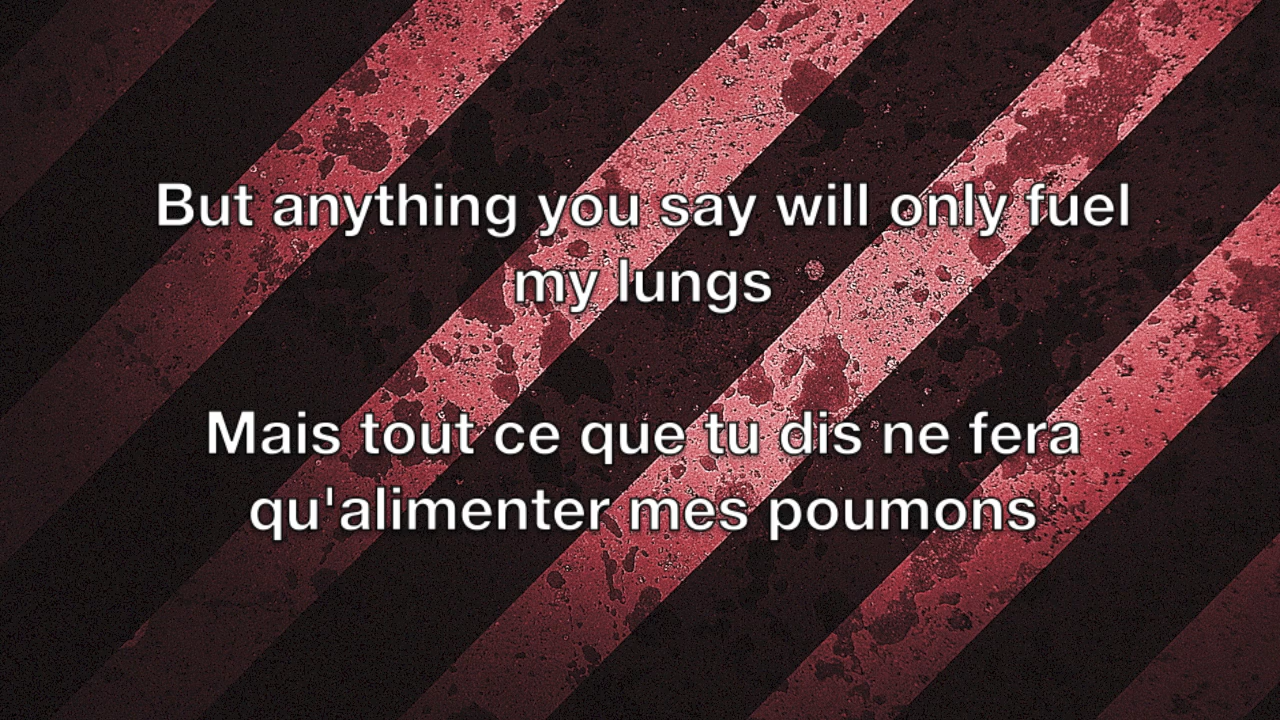 But anything you say will only fuel
my lungs
Mais tout ce que tu dis ne fera
qu'alimenter mes poumons